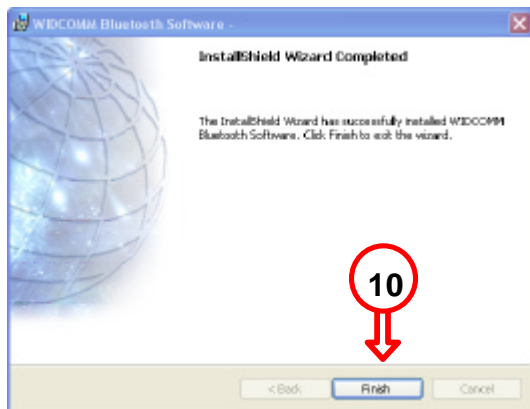 WIDCOMM Bluetooth Software -
InstallShield Wizard Completed
The InstallShield Wizard has successfully installed WIDCOMM
Bluetooth Software. Click Finish to exit the wizard.
10
< Back
Finish
Cancel